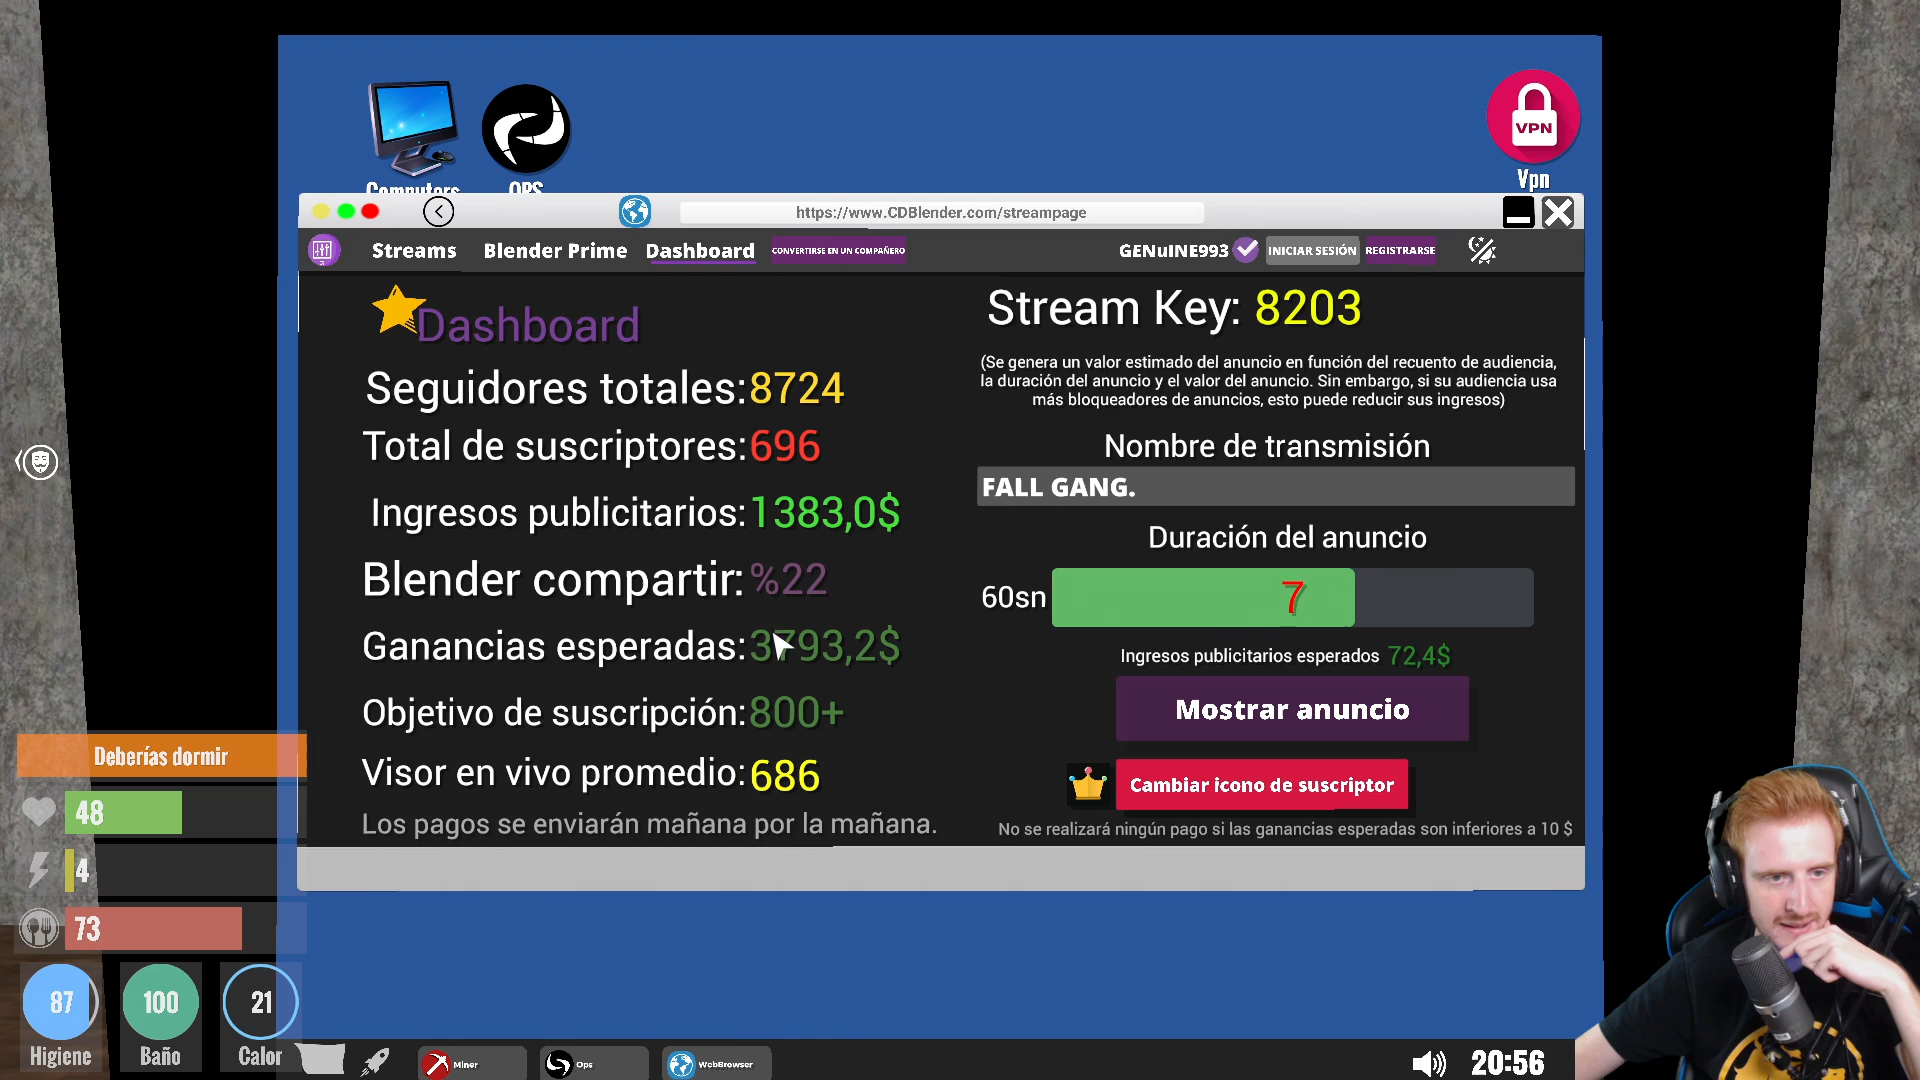 Computers
OPS
VPN
Vpn
https://www.CDBlender.com/streampage
Streams
Blender Prime
Dashboard
CONVERTIRSE EN UN COMPAÑERO
GENuINE993
INICIAR SESIÓN
REGISTRARSE
Dashboard
Seguidores totales:8724
Total de suscriptores:696
Ingresos publicitarios:1383,0$
Blender compartir:%22
Ganancias esperadas:3793,2$
Objetivo de suscripción:800+
Visor en vivo promedio:686
Los pagos se enviarán mañana por la mañana.
Stream Key: 8203
(Se genera un valor estimado del anuncio en función del recuento de audiencia,
la duración del anuncio y el valor del anuncio. Sin embargo, si su audiencia usa
más bloqueadores de anuncios, esto puede reducir sus ingresos)
Nombre de transmisión
FALL GANG.
Duración del anuncio
60sn
7
Ingresos publicitarios esperados 72,4$
Mostrar anuncio
Cambiar icono de suscriptor
No se realizará ningún pago si las ganancias esperadas son inferiores a 10 $
Deberías dormir
48
4
73
87
100
21
Higiene
Baño
Calor
Miner
Ops
WebBrowser
20:56